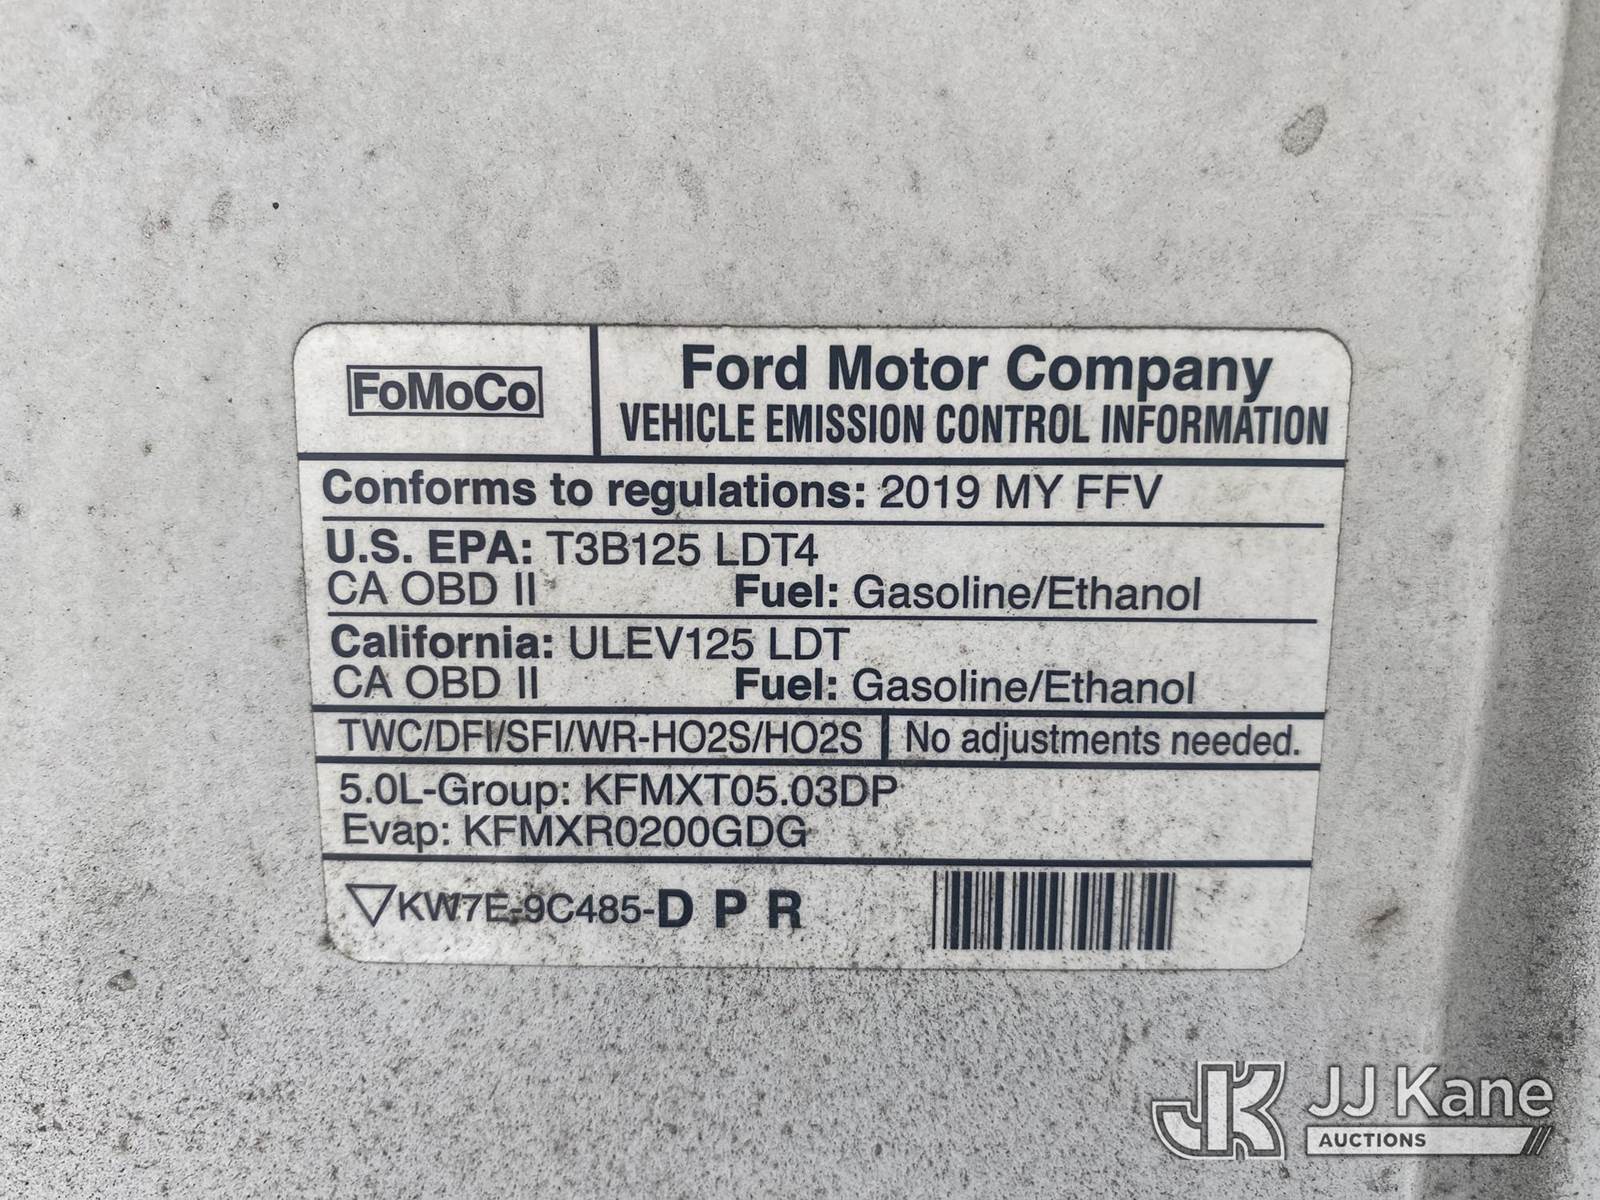 FoMoCo
Ford Motor Company
VEHICLE EMISSION CONTROL INFORMATION
Conforms to regulations: 2019 MY FFV
U.S. EPA: T3B125 LDT4
CA OBD II Fuel: Gasoline/Ethanol
California: ULEV125 LDT
CA OBD II Fuel: Gasoline/Ethanol
TWC/DFI/SFI/WR-HO2S/HO2S No adjustments needed.
5.0L-Group: KFMXT05.03DP
Evap: KFMXR0200GDG
KW7E-9C485-D P R
JK JJ Kane
AUCTIONS